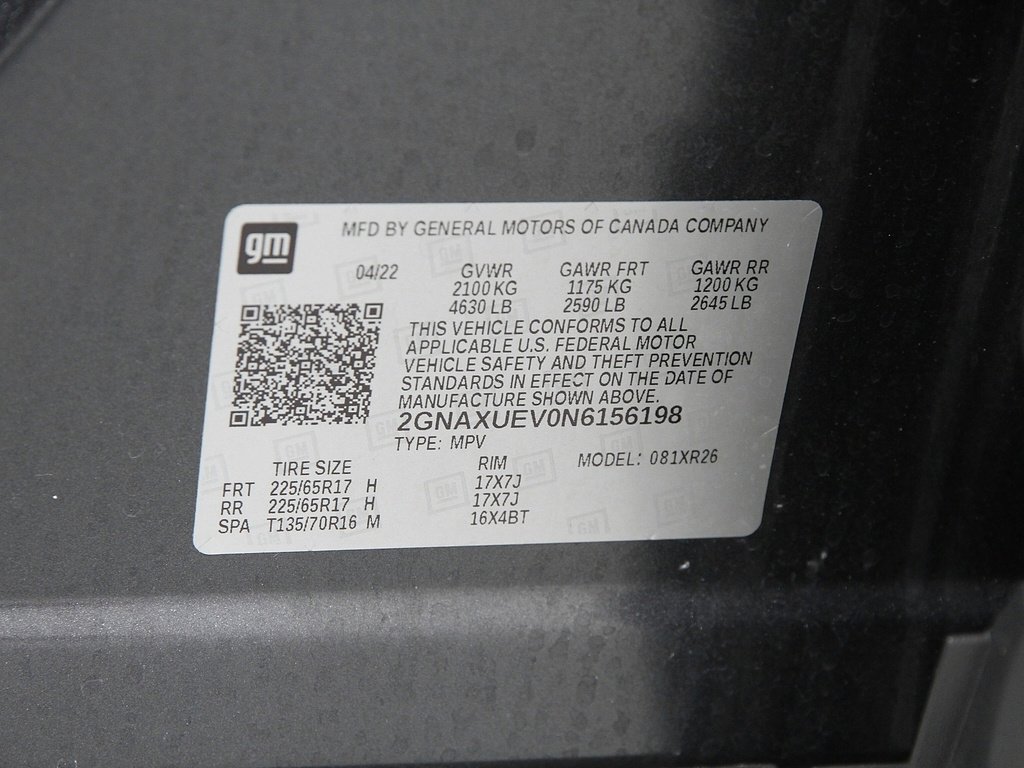 gm
MFD BY GENERAL MOTORS OF CANADA COMPANY
04/22 GVWR GAWR FRT GAWR RR
2100 KG 1175 KG 1200 KG
4630 LB 2590 LB 2645 LB
THIS VEHICLE CONFORMS TO ALL
APPLICABLE U.S. FEDERAL MOTOR
VEHICLE SAFETY AND THEFT PREVENTION
STANDARDS IN EFFECT ON THE DATE OF
MANUFACTURE SHOWN ABOVE.
2GNAXUEV0N6156198
TYPE: MPV
MODEL: 081XR26
TIRE SIZE RIM
FRT 225/65R17 H 17X7J
RR 225/65R17 H 17X7J
SPA T135/70R16 M 16X4BT